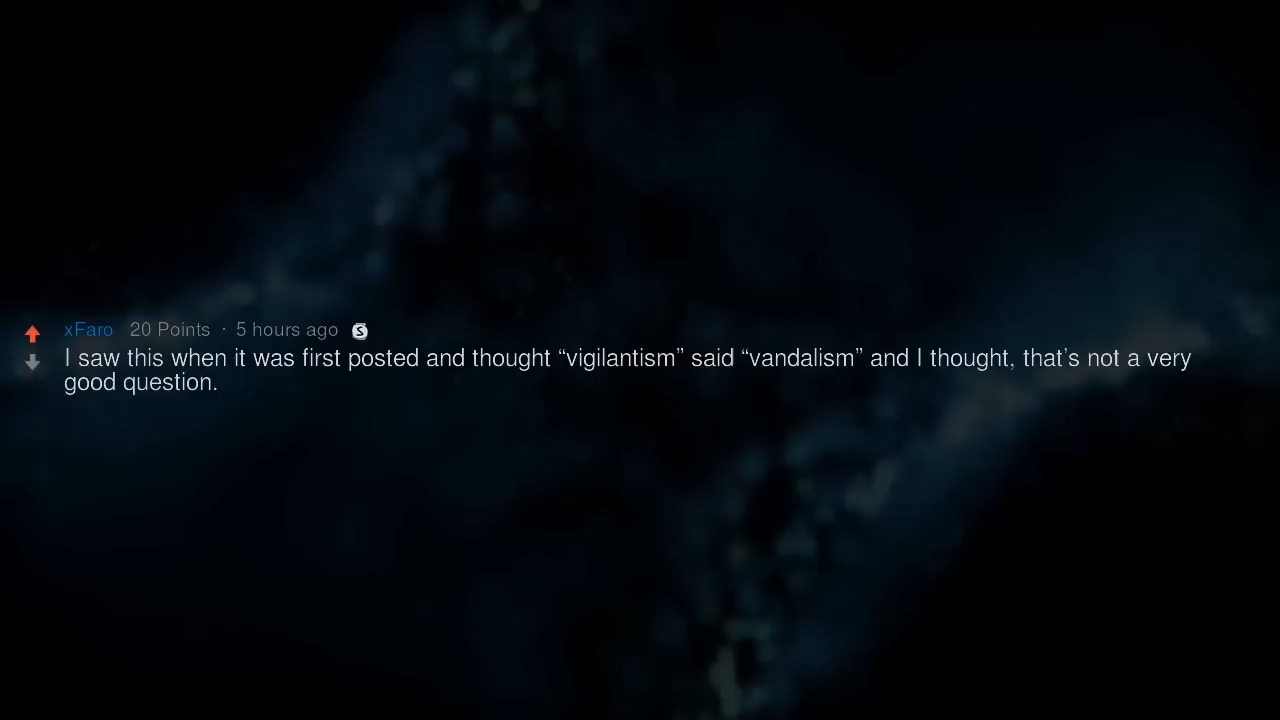 xFaro 20 Points · 5 hours ago S
I saw this when it was first posted and thought “vigilantism” said “vandalism” and I thought, that’s not a very
good question.